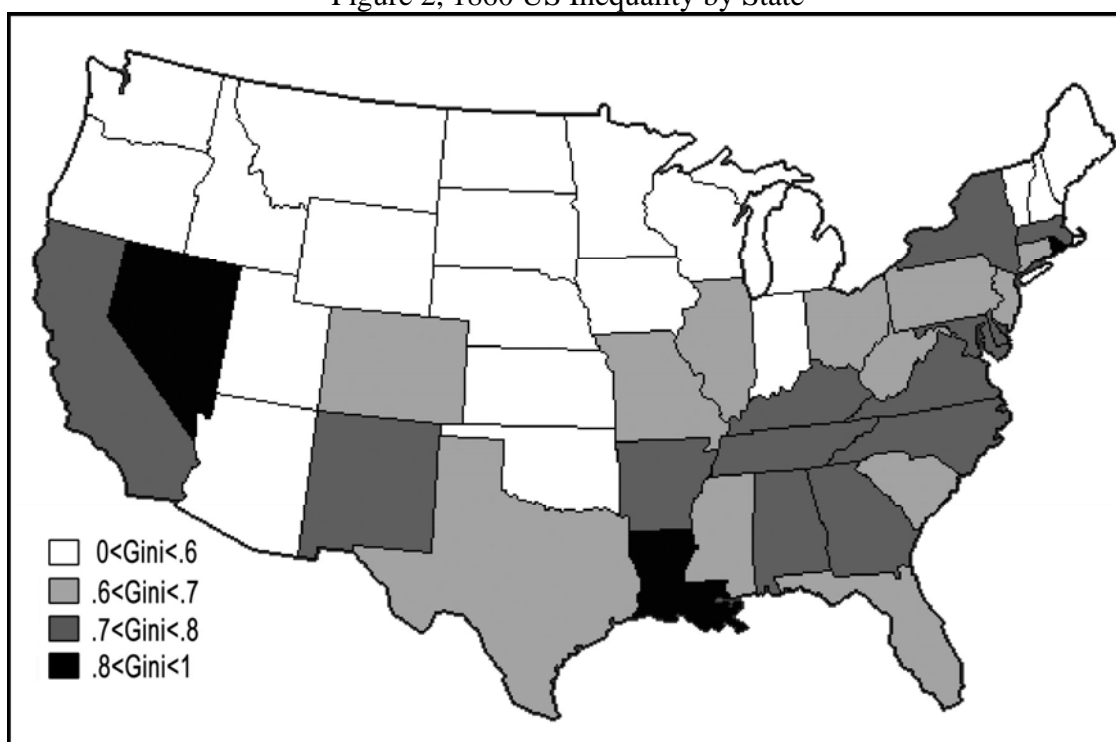 Figure 2, 1860 US Inequality by State
0<Gini<.6
.6<Gini<.7
.7<Gini<.8
.8<Gini<1